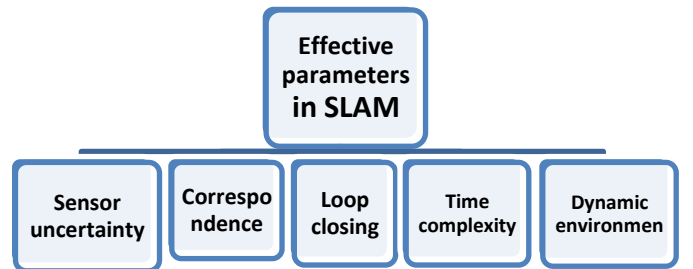 Effective
parameters
in SLAM
Sensor
uncertainty
Correspo
ndence
Loop
closing
Time
complexity
Dynamic
environmen